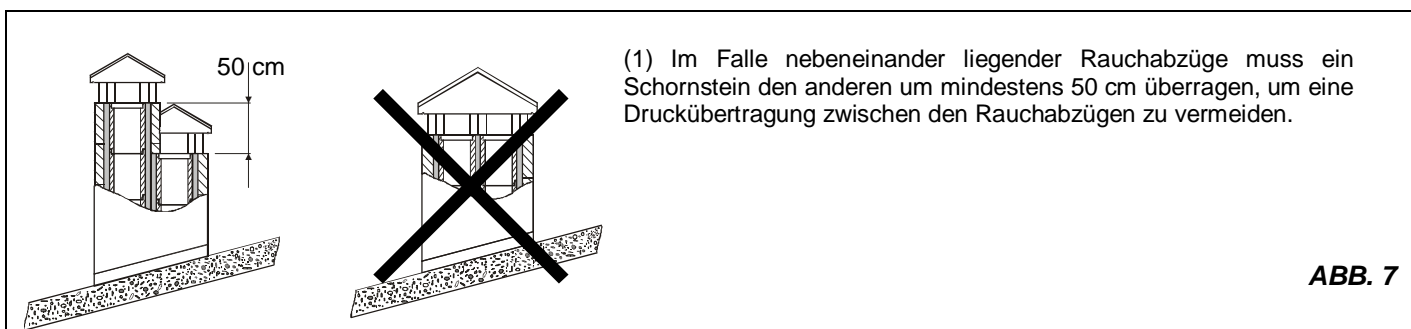 50 cm
(1) Im Falle nebeneinander liegender Rauchabzüge muss ein
Schornstein den anderen um mindestens 50 cm überragen, um eine
Druckübertragung zwischen den Rauchabzügen zu vermeiden.
ABB. 7